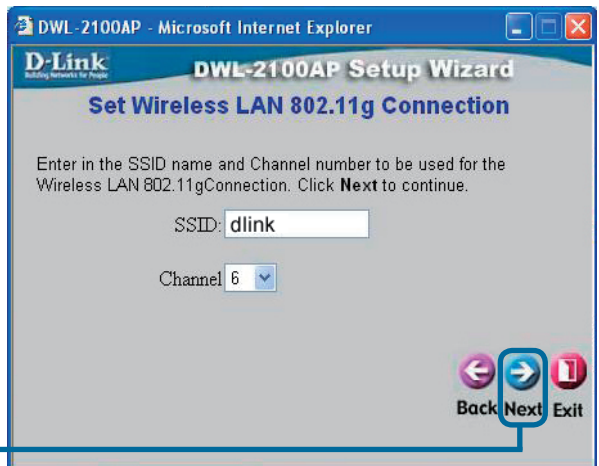 DWL-2100AP - Microsoft Internet Explorer
D-Link
Building Networks for People
DWL-2100AP Setup Wizard
Set Wireless LAN 802.11g Connection
Enter in the SSID name and Channel number to be used for the
Wireless LAN 802.11gConnection. Click Next to continue.
SSID: dlink
Channel 6
Back Next Exit